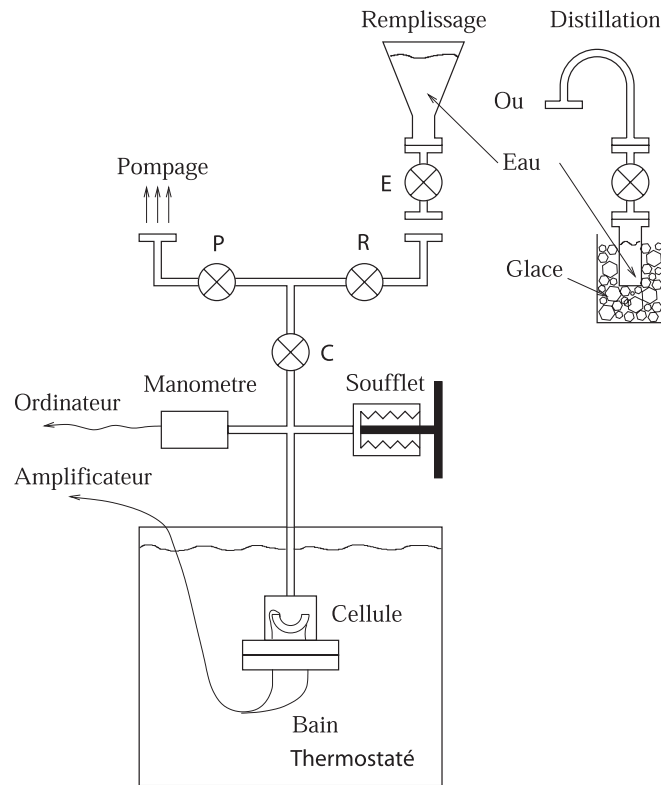 Remplissage
Distillation
Ou
Pompage
E
Eau
P
R
Glace
C
Manometre
Soufflet
Ordinateur
Amplificateur
Cellule
Bain
Thermostaté